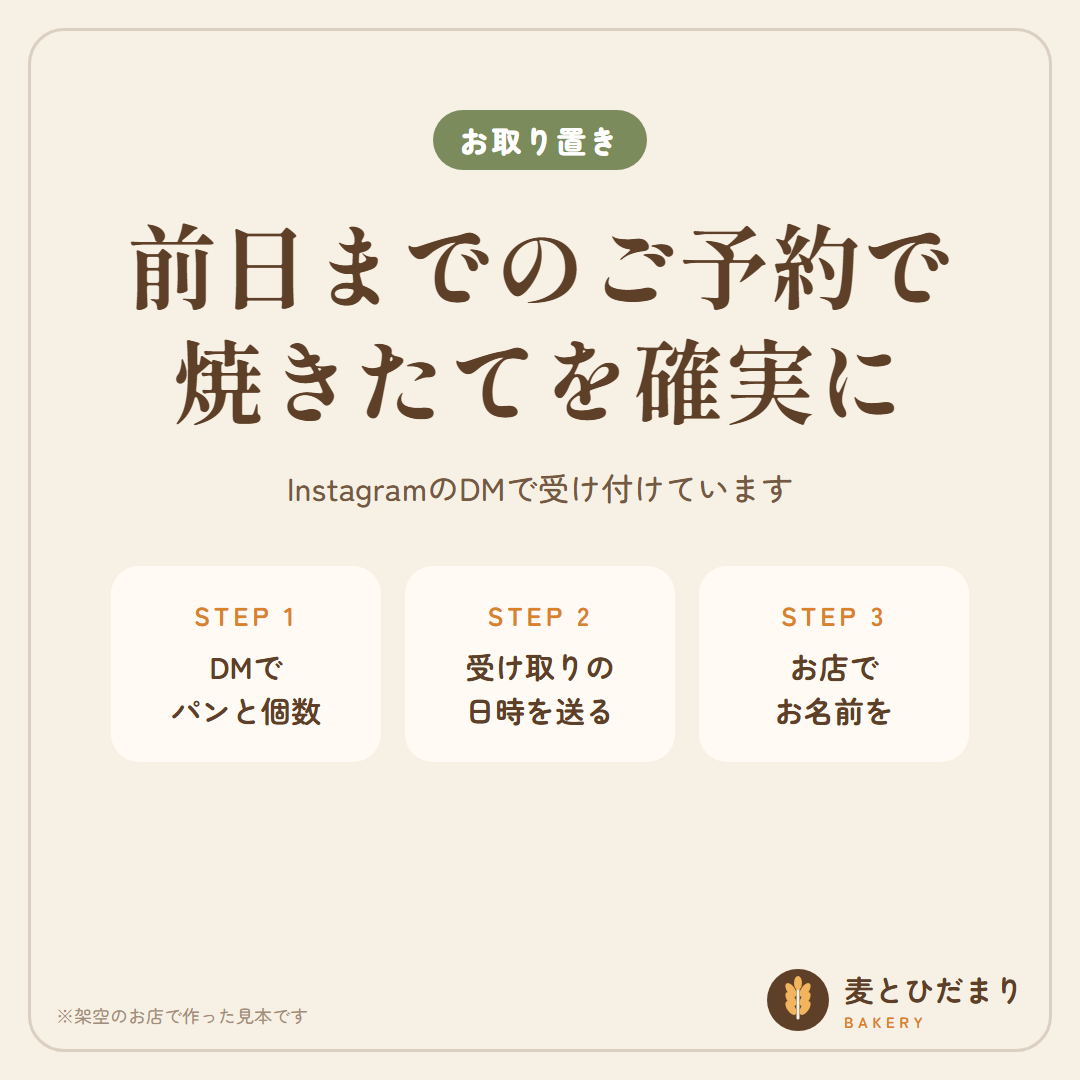 お取り置き
前日までのご予約で
焼きたてを確実に
InstagramのDMで受け付けています
STEP 1
DMで
パンと個数
STEP 2
受け取りの
日時を送る
STEP 3
お店で
お名前を
※架空のお店で作った見本です
麦とひだまり
BAKERY